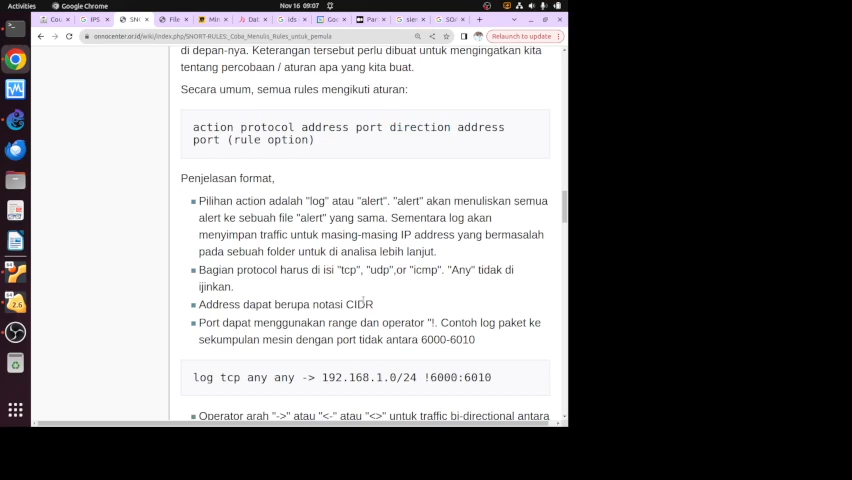 Activities
Google Chrome
Nov 16 09:07
IPS
File
Dat
ids
Par
onnocenter.or.id/wiki/index.php/SNORT-RULES:_Coba_Menulis_Rules_untuk_pemula
Relaunch to update
di depan-nya. Keterangan tersebut perlu dibuat untuk mengingatkan kita
tentang percobaan / aturan apa yang kita buat.
Secara umum, semua rules mengikuti aturan:
action protocol address port direction address
port (rule option)
Penjelasan format,
Pilihan action adalah "log" atau "alert". "alert" akan menuliskan semua
alert ke sebuah file "alert" yang sama. Sementara log akan
menyimpan traffic untuk masing-masing IP address yang bermasalah
pada sebuah folder untuk di analisa lebih lanjut.
Bagian protocol harus di isi "tcp", "udp",or "icmp". "Any" tidak di
ijinkan.
Address dapat berupa notasi CIDR
Port dapat menggunakan range dan operator "!. Contoh log paket ke
sekumpulan mesin dengan port tidak antara 6000-6010
log tcp any any -> 192.168.1.0/24 !6000:6010
Operator arah "->" atau "<-" atau "<>" untuk traffic bi-directional antara